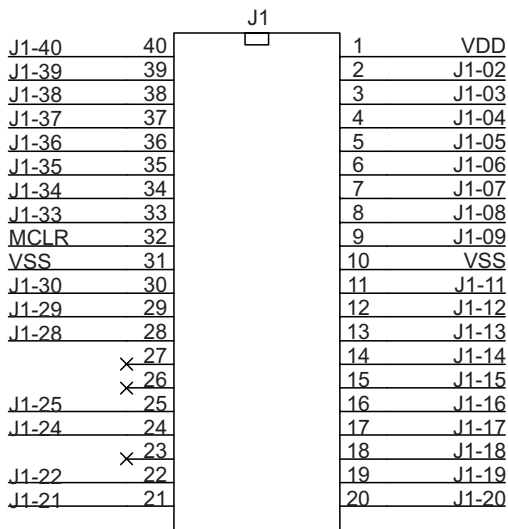 J1
J1-40 40 1 VDD
J1-39 39 2 J1-02
J1-38 38 3 J1-03
J1-37 37 4 J1-04
J1-36 36 5 J1-05
J1-35 35 6 J1-06
J1-34 34 7 J1-07
J1-33 33 8 J1-08
MCLR 32 9 J1-09
VSS 31 10 VSS
J1-30 30 11 J1-11
J1-29 29 12 J1-12
J1-28 28 13 J1-13
27 14 J1-14
26 15 J1-15
J1-25 25 16 J1-16
J1-24 24 17 J1-17
23 18 J1-18
J1-22 22 19 J1-19
J1-21 21 20 J1-20